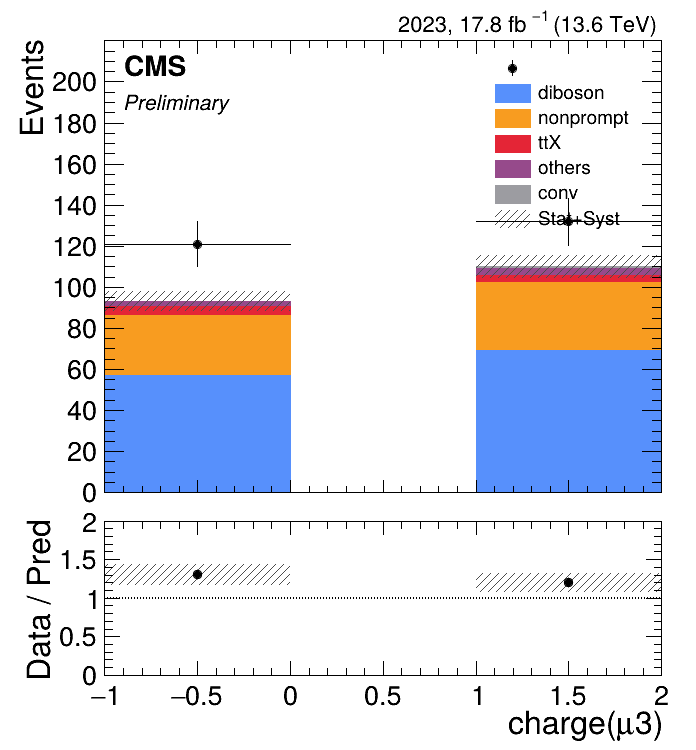 2023, 17.8 fb⁻¹ (13.6 TeV)
CMS
Preliminary
Events
diboson
nonprompt
ttX
others
conv
Stat+Syst
200
180
160
140
120
100
80
60
40
20
0
Data / Pred
2
1.5
1
0.5
0
−1 −0.5 0 0.5 1 1.5 2
charge(μ3)